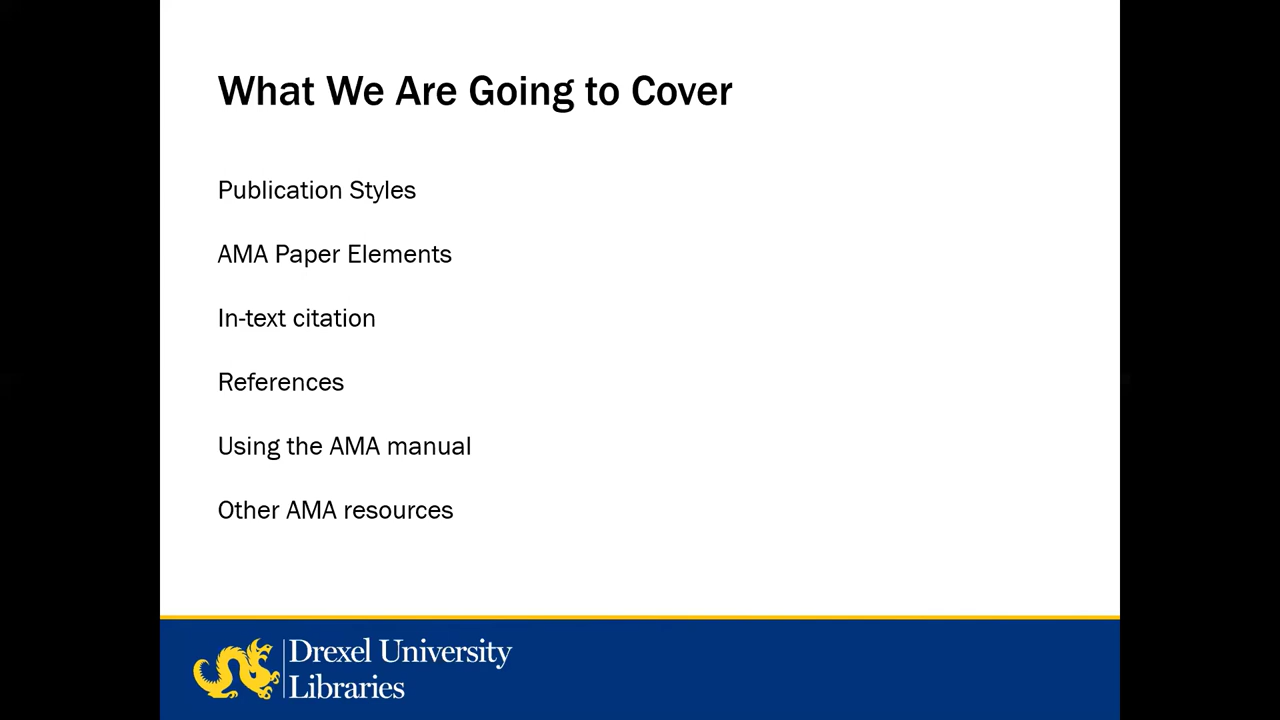 What We Are Going to Cover
Publication Styles
AMA Paper Elements
In-text citation
References
Using the AMA manual
Other AMA resources
Drexel University
Libraries